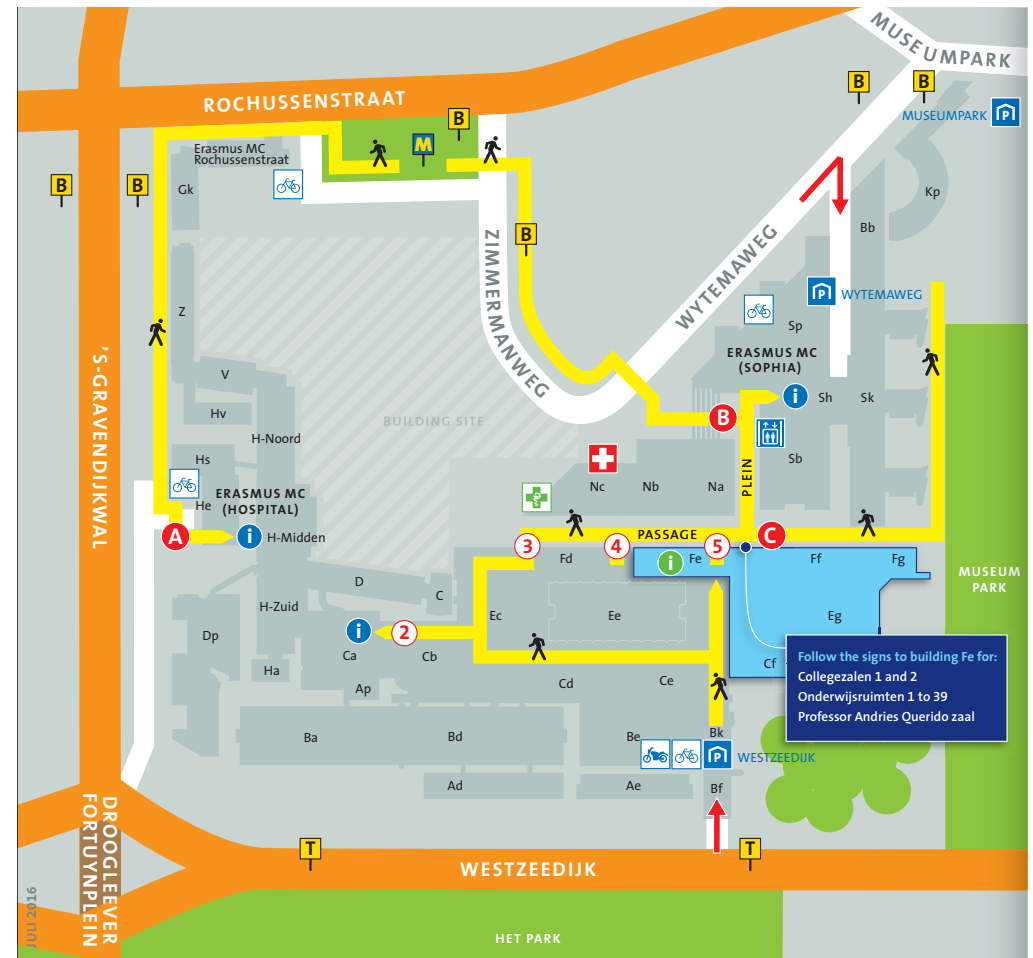 MUSEUMPARK
ROCHUSSENSTRAAT
B
B
B
MUSEUMPARK
P
Erasmus MC
Rochussenstraat
M
B
B
Gk
Kp
Bb
B
ZIMMERMANWEG
WYTEMAWEG
P
WYTEMAWEG
Z
Sp
'S-GRAVENDIJKWAL
V
ERASMUS MC
(SOPHIA)
Hv
i
Sh
Sk
B
BUILDING SITE
H-Noord
Hs
Sb
PLEIN
Nc
Nb
Na
ERASMUS MC
(HOSPITAL)
He
A
i
H-Midden
PASSAGE
C
3
4
5
Fd
i
Fe
Ff
Fg
D
C
MUSEUM
PARK
H-Zuid
Ec
Ee
Eg
Dp
i
2
Ca
Cb
Cf
Follow the signs to building Fe for:
Collegezalen 1 and 2
Onderwijsruimten 1 to 39
Professor Andries Querido zaal
Ha
Ap
Cd
Ce
Ba
Bd
Be
Bk
P
WESTZEEDIJK
Ad
Ae
Bf
DROOGLEEVER
FORTUYNPLEIN
T
T
WESTZEEDIJK
JULI 2016
HET PARK